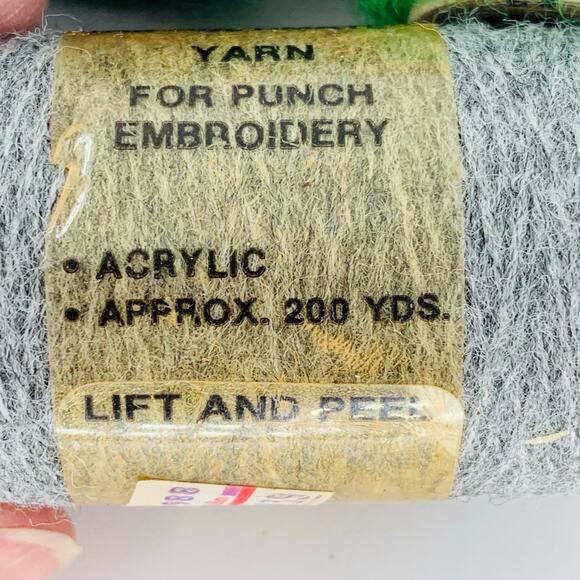 YARN
FOR PUNCH
EMBROIDERY
• ACRYLIC
• APPROX. 200 YDS.
LIFT AND PEEL